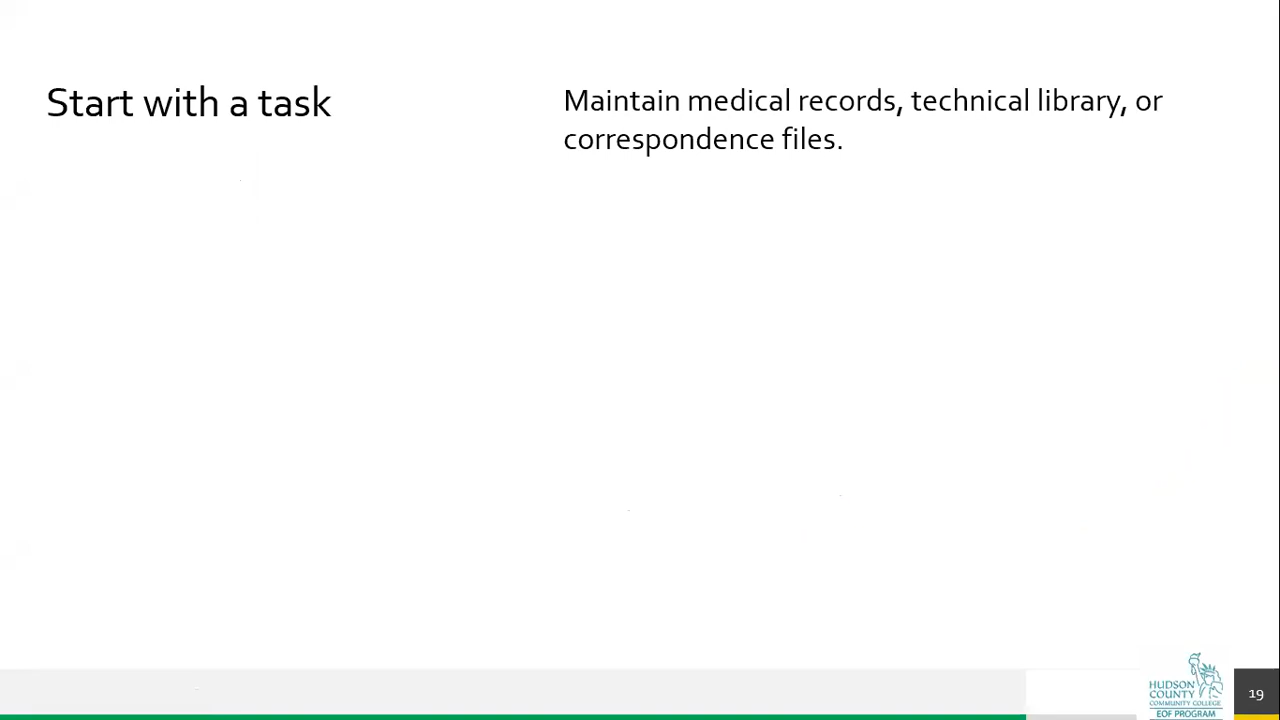 Start with a task
Maintain medical records, technical library, or
correspondence files.
HUDSON
COUNTY
COMMUNITY COLLEGE
EOF PROGRAM
19